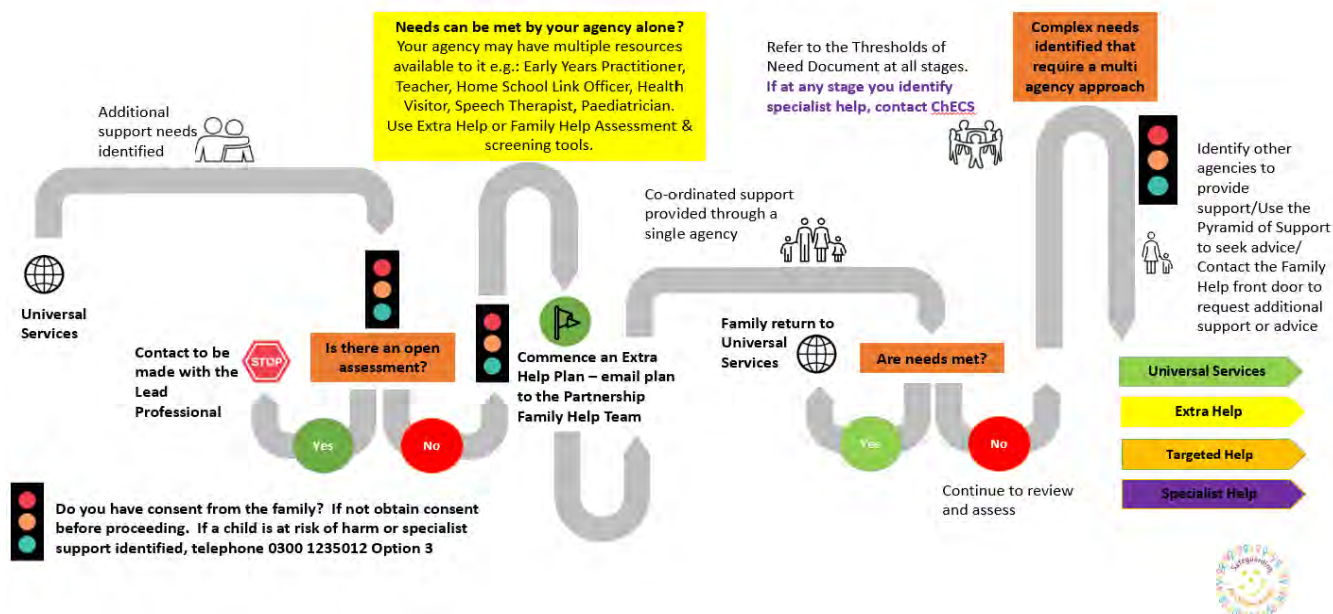 Additional
support needs
identified
Universal
Services
Needs can be met by your agency alone?
Your agency may have multiple resources
available to it e.g.: Early Years Practitioner,
Teacher, Home School Link Officer, Health
Visitor, Speech Therapist, Paediatrician.
Use Extra Help or Family Help Assessment &
screening tools.
Contact to be
made with the
Lead
Professional
STOP
Is there an open
assessment?
Yes
No
Commence an Extra
Help Plan – email plan
to the Partnership
Family Help Team
Co-ordinated support
provided through a
single agency
Refer to the Thresholds of
Need Document at all stages.
If at any stage you identify
specialist help, contact ChECS
Family return to
Universal
Services
Are needs met?
Yes
No
Continue to review
and assess
Complex needs
identified that
require a multi
agency approach
Identify other
agencies to
provide
support/Use the
Pyramid of Support
to seek advice/
Contact the Family
Help front door to
request additional
support or advice
Universal Services
Extra Help
Targeted Help
Specialist Help
Do you have consent from the family? If not obtain consent
before proceeding. If a child is at risk of harm or specialist
support identified, telephone 0300 1235012 Option 3
Safeguarding